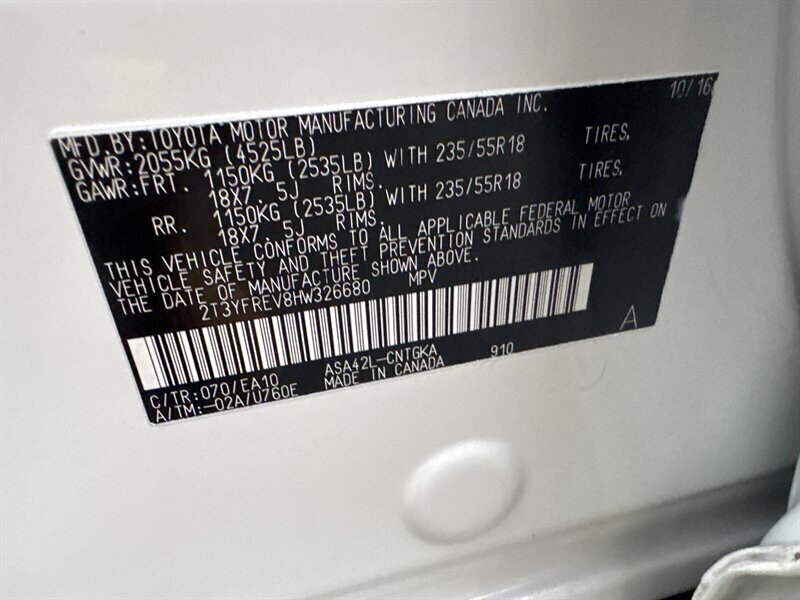 10/16
MFD.BY:TOYOTA MOTOR MANUFACTURING CANADA INC.
GVWR:2055KG (4525LB)
GAWR:FRT. 1150KG (2535LB) WITH 235/55R18 TIRES,
18X7.5J RIMS.
RR. 1150KG (2535LB) WITH 235/55R18 TIRES,
18X7.5J RIMS.
THIS VEHICLE CONFORMS TO ALL APPLICABLE FEDERAL MOTOR
VEHICLE SAFETY AND THEFT PREVENTION STANDARDS IN EFFECT ON
THE DATE OF MANUFACTURE SHOWN ABOVE.
2T3YFREV8HW326680 MPV
A
C/TR:070/EA10 ASA42L-CNTGKA 910
A/TM:-02A/U760E MADE IN CANADA